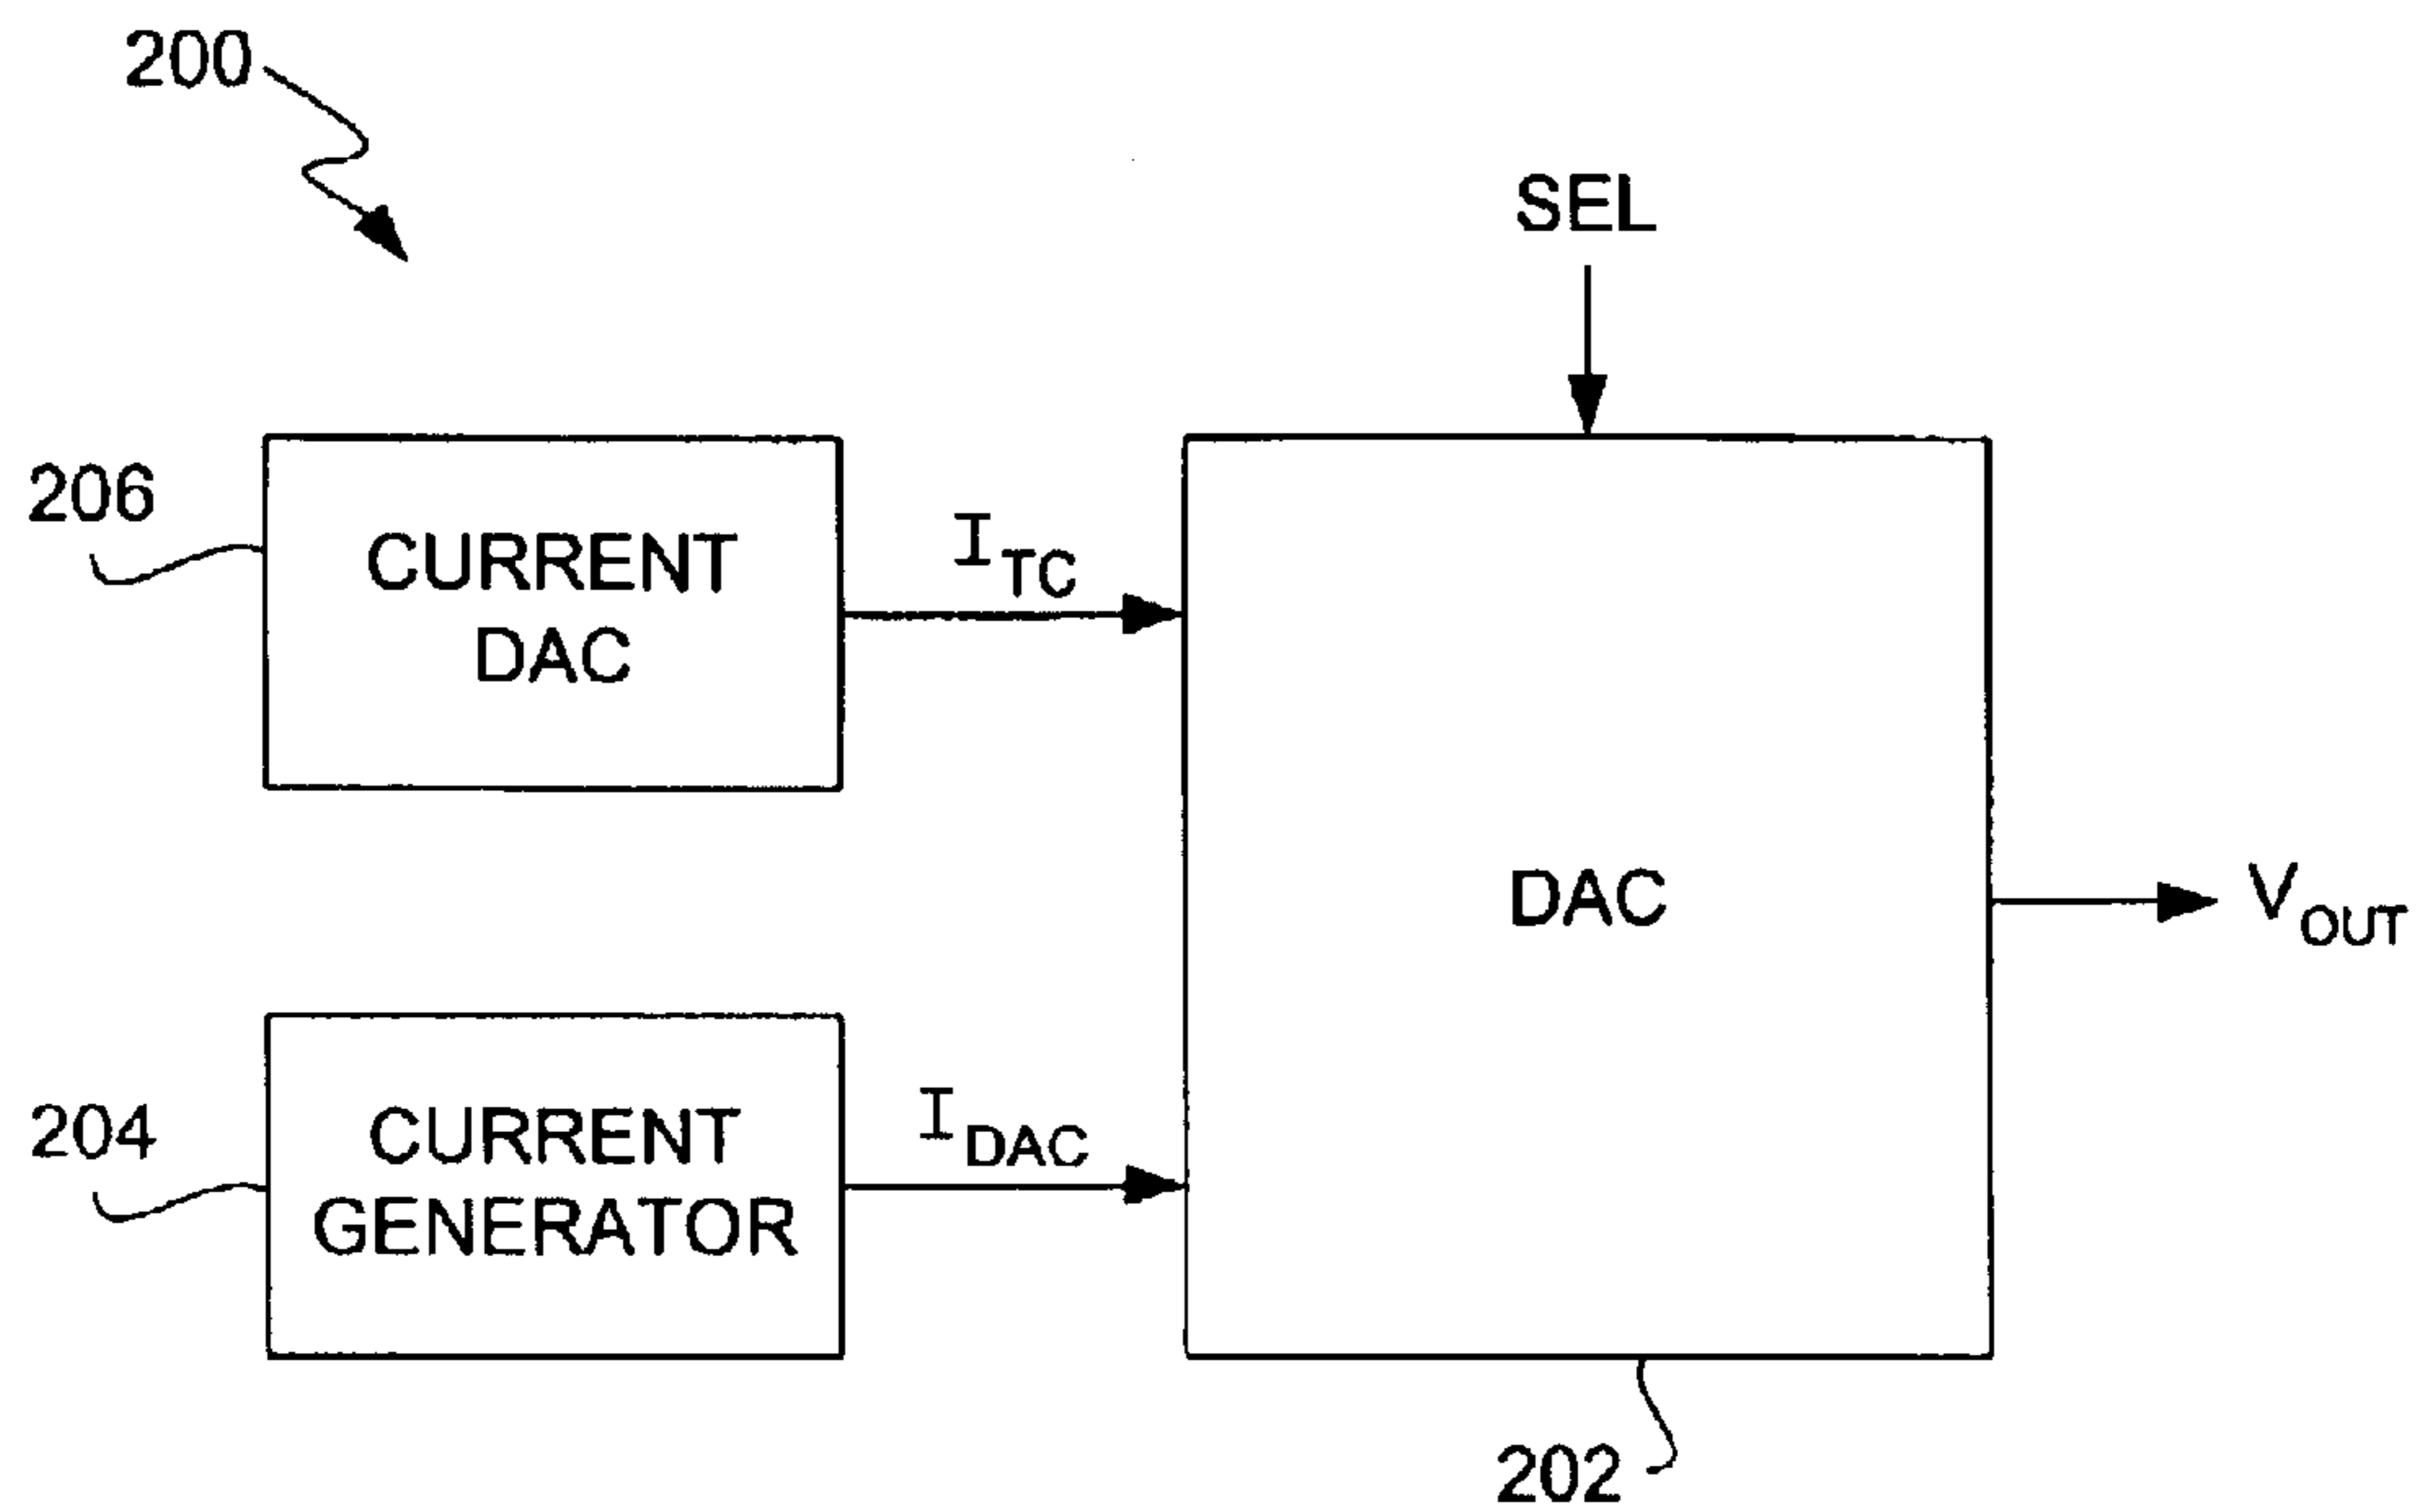 200
SEL
206
CURRENT
DAC
I_TC
DAC
V_OUT
204
CURRENT
GENERATOR
I_DAC
202